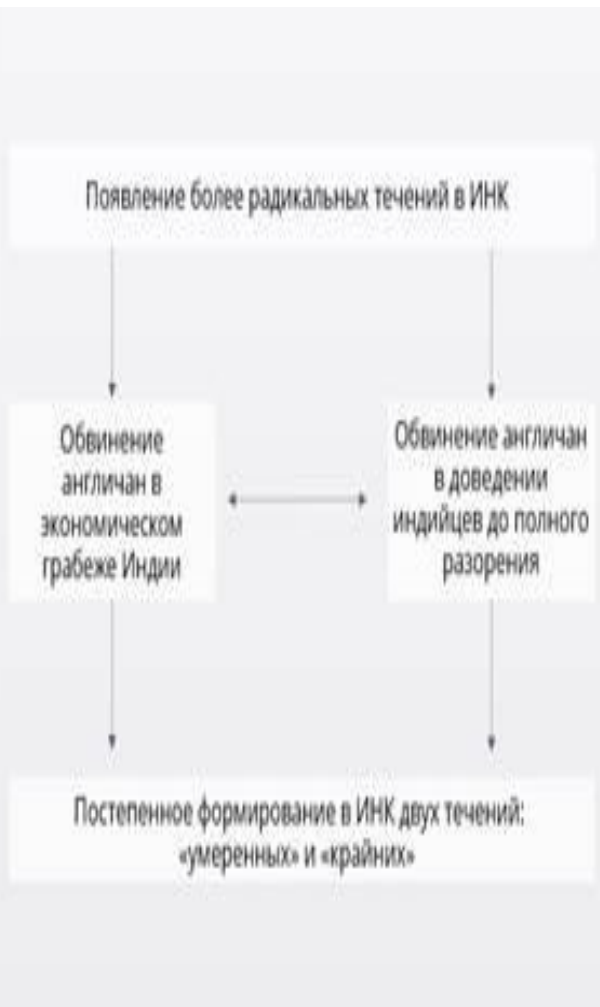 Появление более радикальных течений в ИНК
Обвинение
англичан в
экономическом
грабеже Индии
Обвинение англичан
в доведении
индийцев до полного
разорения
Постепенное формирование в ИНК двух течений:
«умеренных» и «крайних»